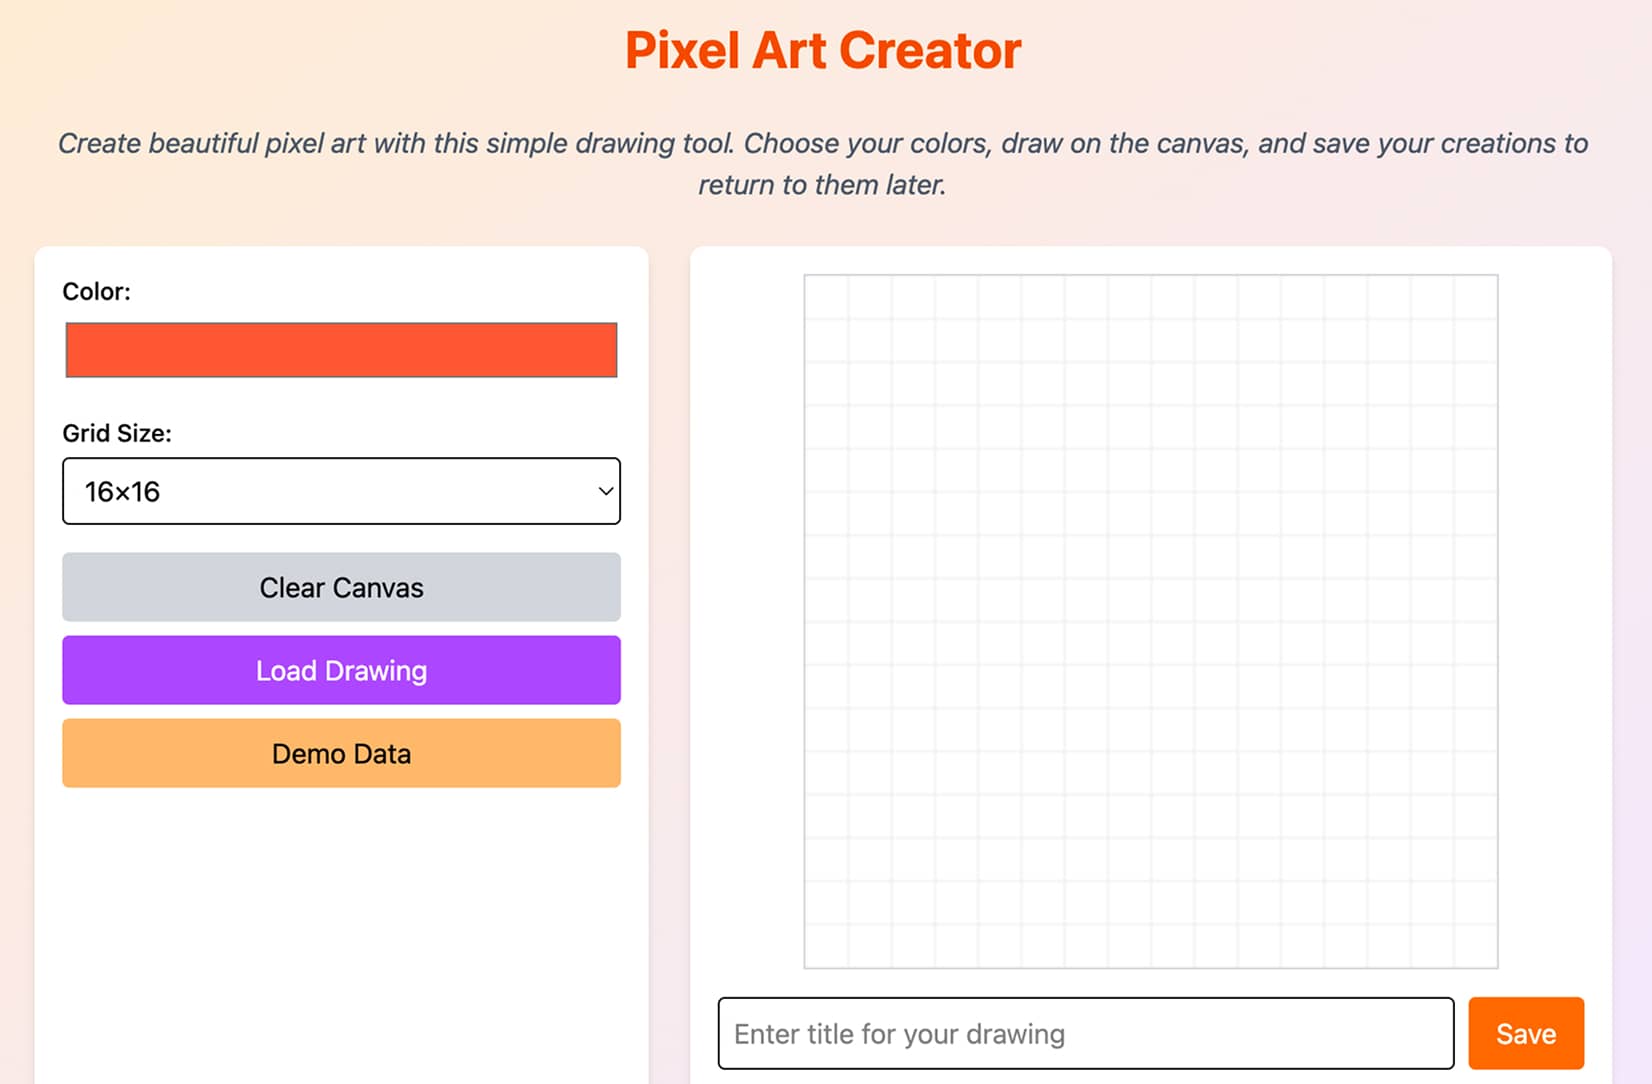 Pixel Art Creator
Create beautiful pixel art with this simple drawing tool. Choose your colors, draw on the canvas, and save your creations to
return to them later.
Color:
Grid Size:
16×16
Clear Canvas
Load Drawing
Demo Data
Enter title for your drawing
Save